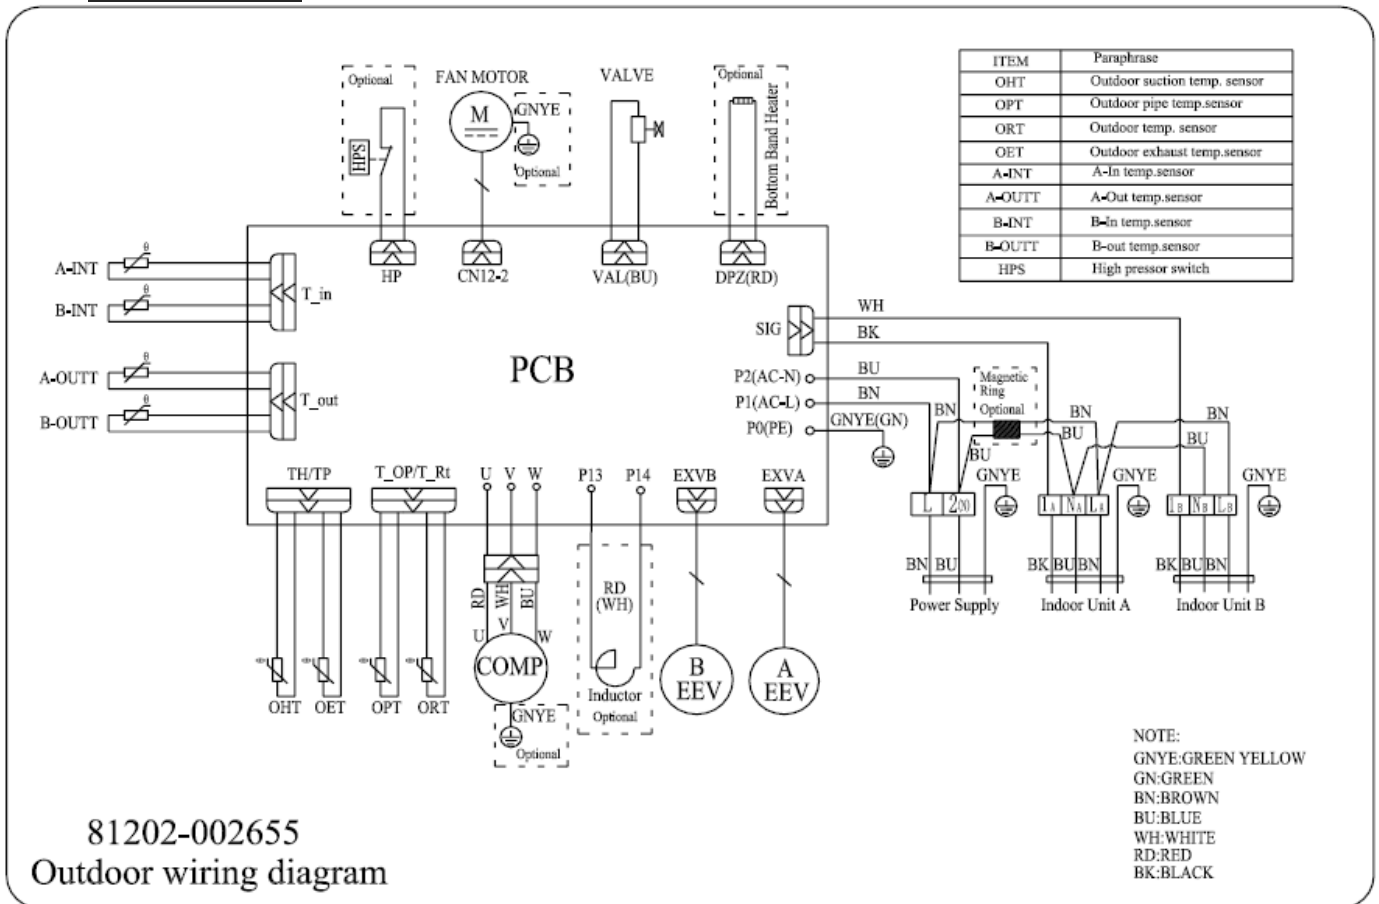 Optional
HPS
HP
FAN MOTOR
M
GNYE
Optional
CN12-2
VALVE
VAL(BU)
Optional
Bottom Band Heater
DPZ(RD)
ITEM Paraphrase
OHT Outdoor suction temp. sensor
OPT Outdoor pipe temp.sensor
ORT Outdoor temp. sensor
OET Outdoor exhaust temp.sensor
A-INT A-In temp.sensor
A-OUTT A-Out temp.sensor
B-INT B-In temp.sensor
B-OUTT B-out temp.sensor
HPS High pressor switch
θ
A-INT
θ
B-INT
T_in
θ
A-OUTT
θ
B-OUTT
T_out
PCB
SIG
WH
BK
P2(AC-N)
BU
P1(AC-L)
BN
P0(PE)
GNYE(GN)
Magnetic
Ring
Optional
BN
BN
BN
BU
BU
BU
GNYE
GNYE
GNYE
L 2(N)
1A NA LA
1B NB LB
BN BU
BK BU BN
BK BU BN
Power Supply
Indoor Unit A
Indoor Unit B
TH/TP
T_OP/T_Rt
U V W
P13 P14
EXVB
EXVA
θ
θ
θ
θ
OHT OET OPT ORT
RD
WH
BU
U
V
W
COMP
GNYE
Optional
RD
(WH)
Inductor
Optional
B
EEV
A
EEV
NOTE:
GNYE:GREEN YELLOW
GN:GREEN
BN:BROWN
BU:BLUE
WH:WHITE
RD:RED
BK:BLACK
81202-002655
Outdoor wiring diagram